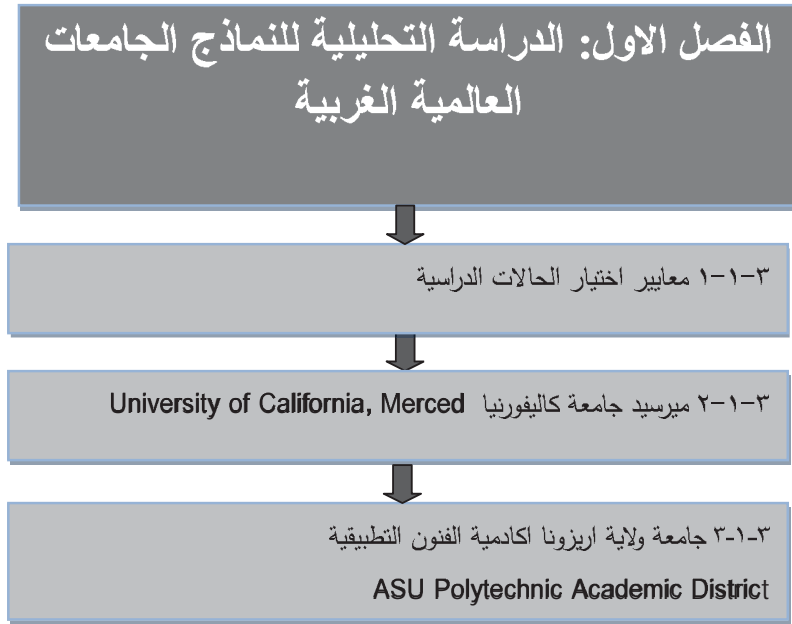 الفصل الاول: الدراسة التحليلية للنماذج الجامعات
العالمية الغربية
٣-١-١ معايير اختيار الحالات الدراسية
٣-١-٢ ميرسيد جامعة كاليفورنيا University of California, Merced
٣-١-٣ جامعة ولاية اريزونا اكادمية الفنون التطبيقية
ASU Polytechnic Academic District